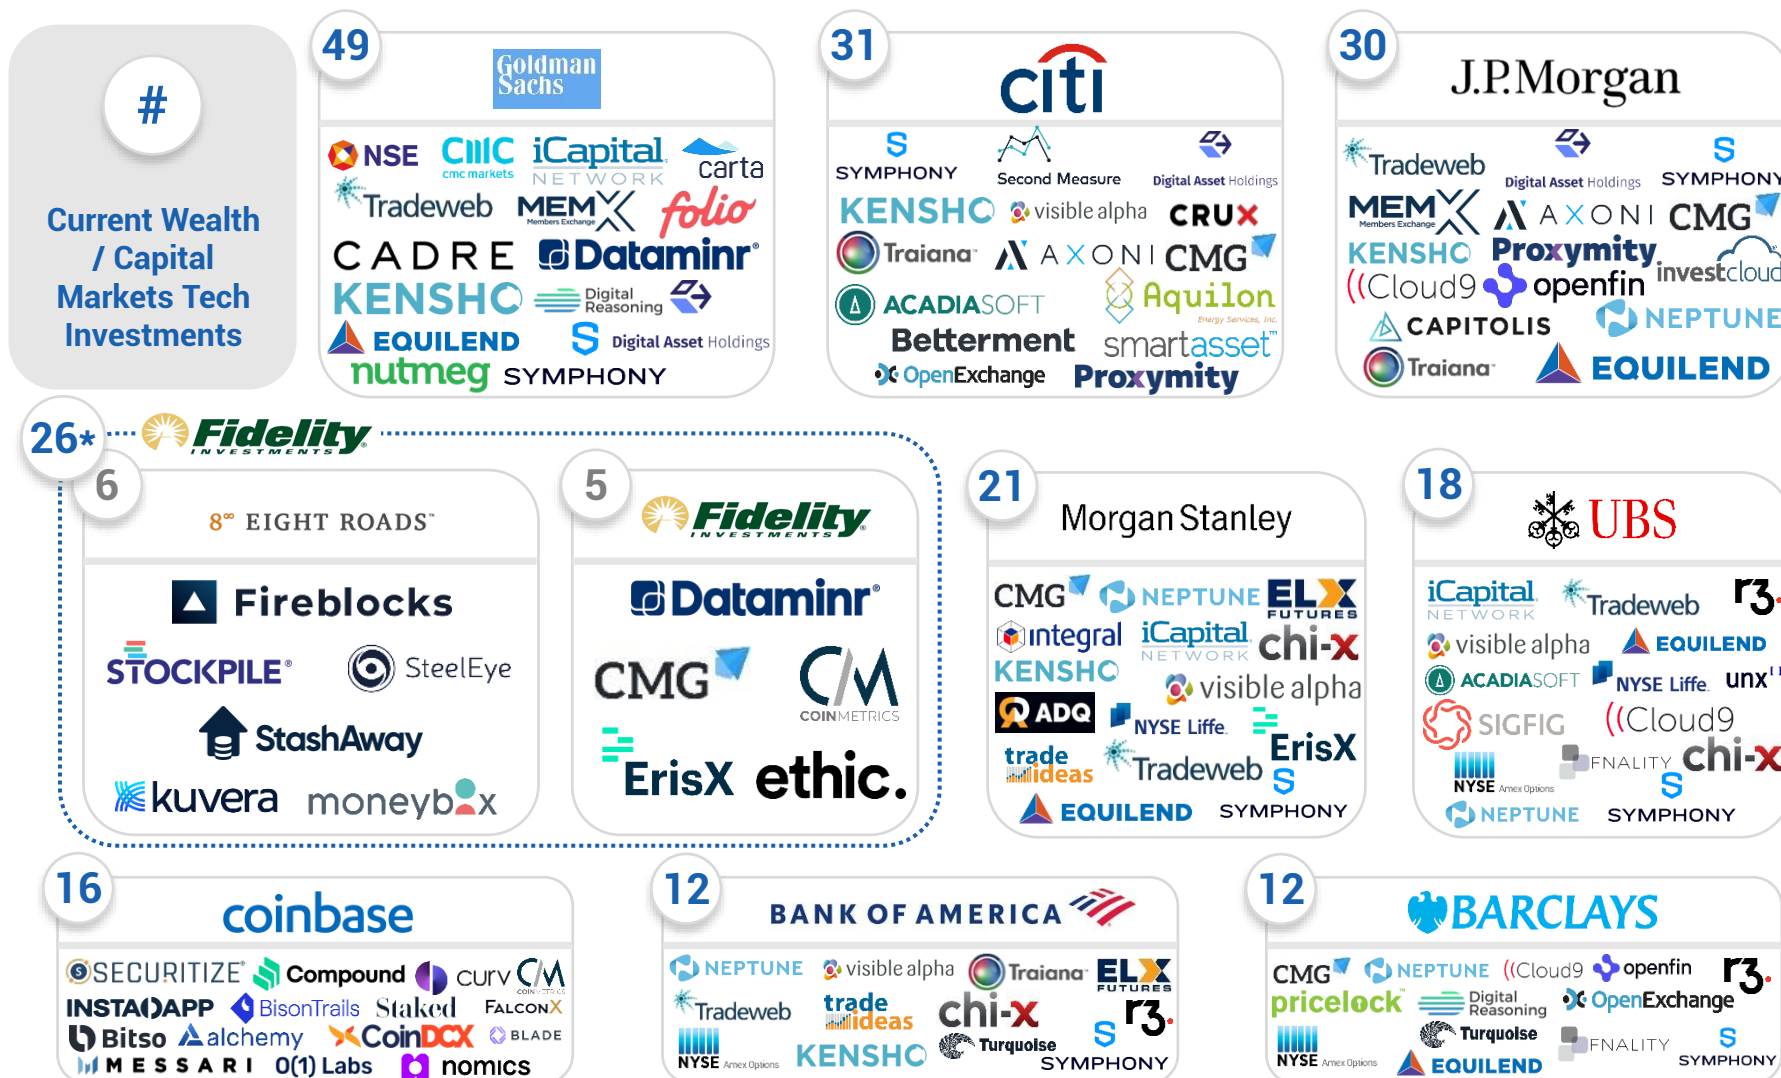 #
Current Wealth
/ Capital
Markets Tech
Investments
49
Goldman
Sachs
NSE
CMC
cmc markets
iCapital.
NETWORK
carta
Tradeweb
MEMX
Members Exchange
folio
CADRE
Dataminr®
KENSHO
Digital
Reasoning
EQUILEND
Digital Asset Holdings
nutmeg
SYMPHONY
31
citi
SYMPHONY
Second Measure
Digital Asset Holdings
KENSHO
visible alpha
CRUX
Traiana™
AXONI
CMG
ACADIASOFT
Aquilon
Energy Services, Inc.
Betterment
smartasset™
OpenExchange
Proxymity
30
J.P.Morgan
Tradeweb
Digital Asset Holdings
SYMPHONY
MEMX
Members Exchange
AXONI
CMG
KENSHO
Proxymity
investcloud
((Cloud9
openfin
CAPITOLIS
NEPTUNE
Traiana™
EQUILEND
26*
Fidelity
INVESTMENTS
6
8∞ EIGHT ROADS™
Fireblocks
STOCKPILE®
SteelEye
StashAway
kuvera
moneybox
5
Fidelity
INVESTMENTS
Dataminr®
CMG
C/M
COINMETRICS
ErisX
ethic.
21
Morgan Stanley
CMG
NEPTUNE
ELX
FUTURES
integral
iCapital.
NETWORK
chi-x
KENSHO
visible alpha
ADQ
NYSE Liffe.
ErisX
trade
ideas
Tradeweb
EQUILEND
SYMPHONY
18
UBS
iCapital.
NETWORK
Tradeweb
r3.
visible alpha
EQUILEND
ACADIASOFT
NYSE Liffe.
unx
SIGFIG
((Cloud9
NYSE Amex Options
FNALITY
chi-x
NEPTUNE
SYMPHONY
16
coinbase
SECURITIZE
Compound
curv
C/M
COINMETRICS
INSTADAPP
BisonTrails
Staked
FALCONX
Bitso
alchemy
CoinDCX
BLADE
MESSARI
O(1) Labs
nomics
12
BANK OF AMERICA
NEPTUNE
visible alpha
Traiana™
ELX
FUTURES
Tradeweb
trade
ideas
chi-x
r3.
NYSE Amex Options
KENSHO
Turquoise
SYMPHONY
12
BARCLAYS
CMG
NEPTUNE
((Cloud9
openfin
r3.
pricelock™
Digital
Reasoning
OpenExchange
NYSE Amex Options
Turquoise
FNALITY
EQUILEND
SYMPHONY